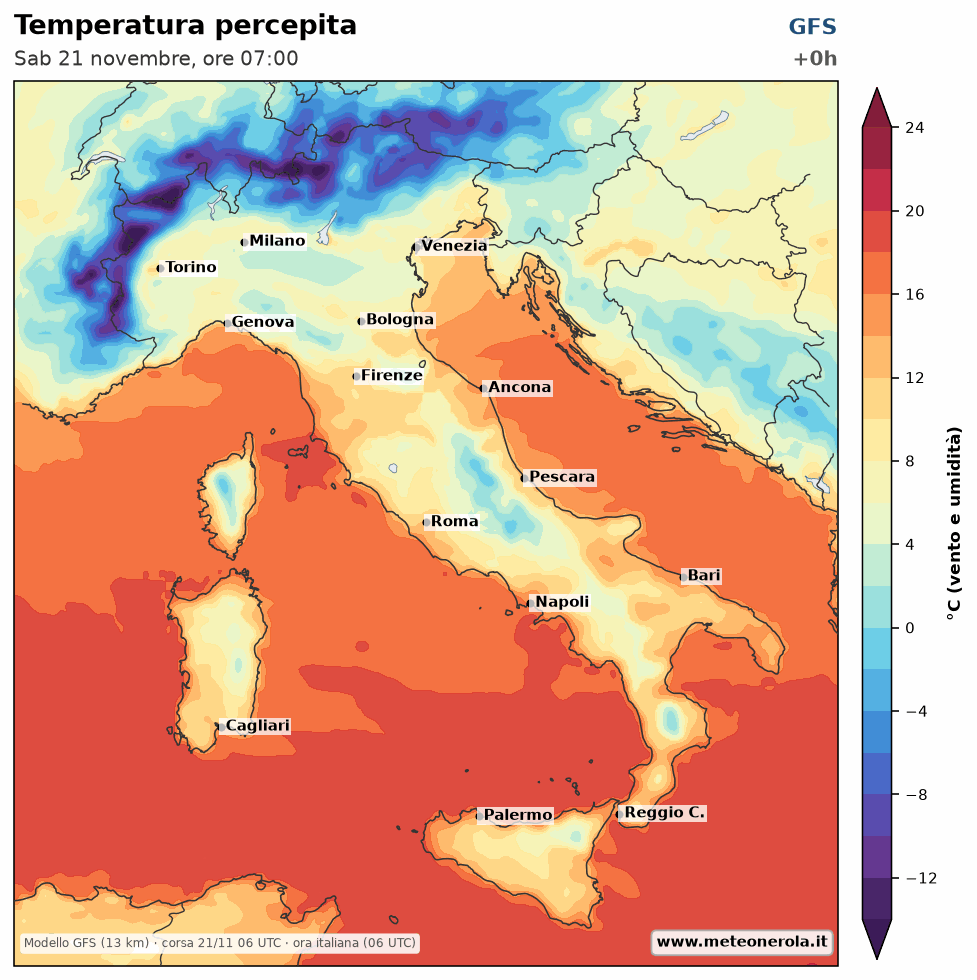 Temperatura percepita
GFS
Sab 21 novembre, ore 07:00
+0h
Milano
Venezia
Torino
Genova
Bologna
Firenze
Ancona
Pescara
Roma
Bari
Napoli
Cagliari
Palermo
Reggio C.
24
20
16
12
8
4
0
−4
−8
−12
°C (vento e umidità)
Modello GFS (13 km) · corsa 21/11 06 UTC · ora italiana (06 UTC)
www.meteonerola.it